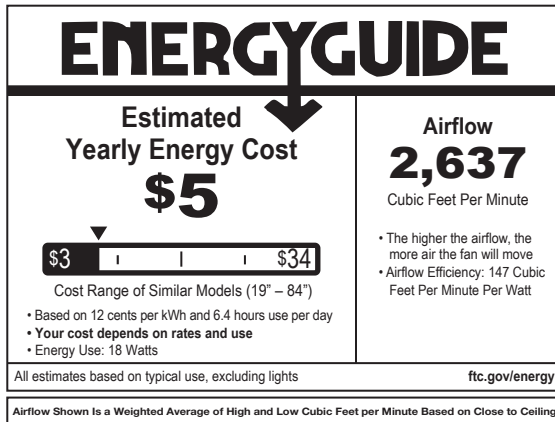 ENERGYGUIDE
Estimated
Yearly Energy Cost
$5
$3
$34
Cost Range of Similar Models (19” – 84”)
• Based on 12 cents per kWh and 6.4 hours use per day
• Your cost depends on rates and use
• Energy Use: 18 Watts
Airflow
2,637
Cubic Feet Per Minute
• The higher the airflow, the
more air the fan will move
• Airflow Efficiency: 147 Cubic
Feet Per Minute Per Watt
All estimates based on typical use, excluding lights
ftc.gov/energy
Airflow Shown Is a Weighted Average of High and Low Cubic Feet per Minute Based on Close to Ceiling